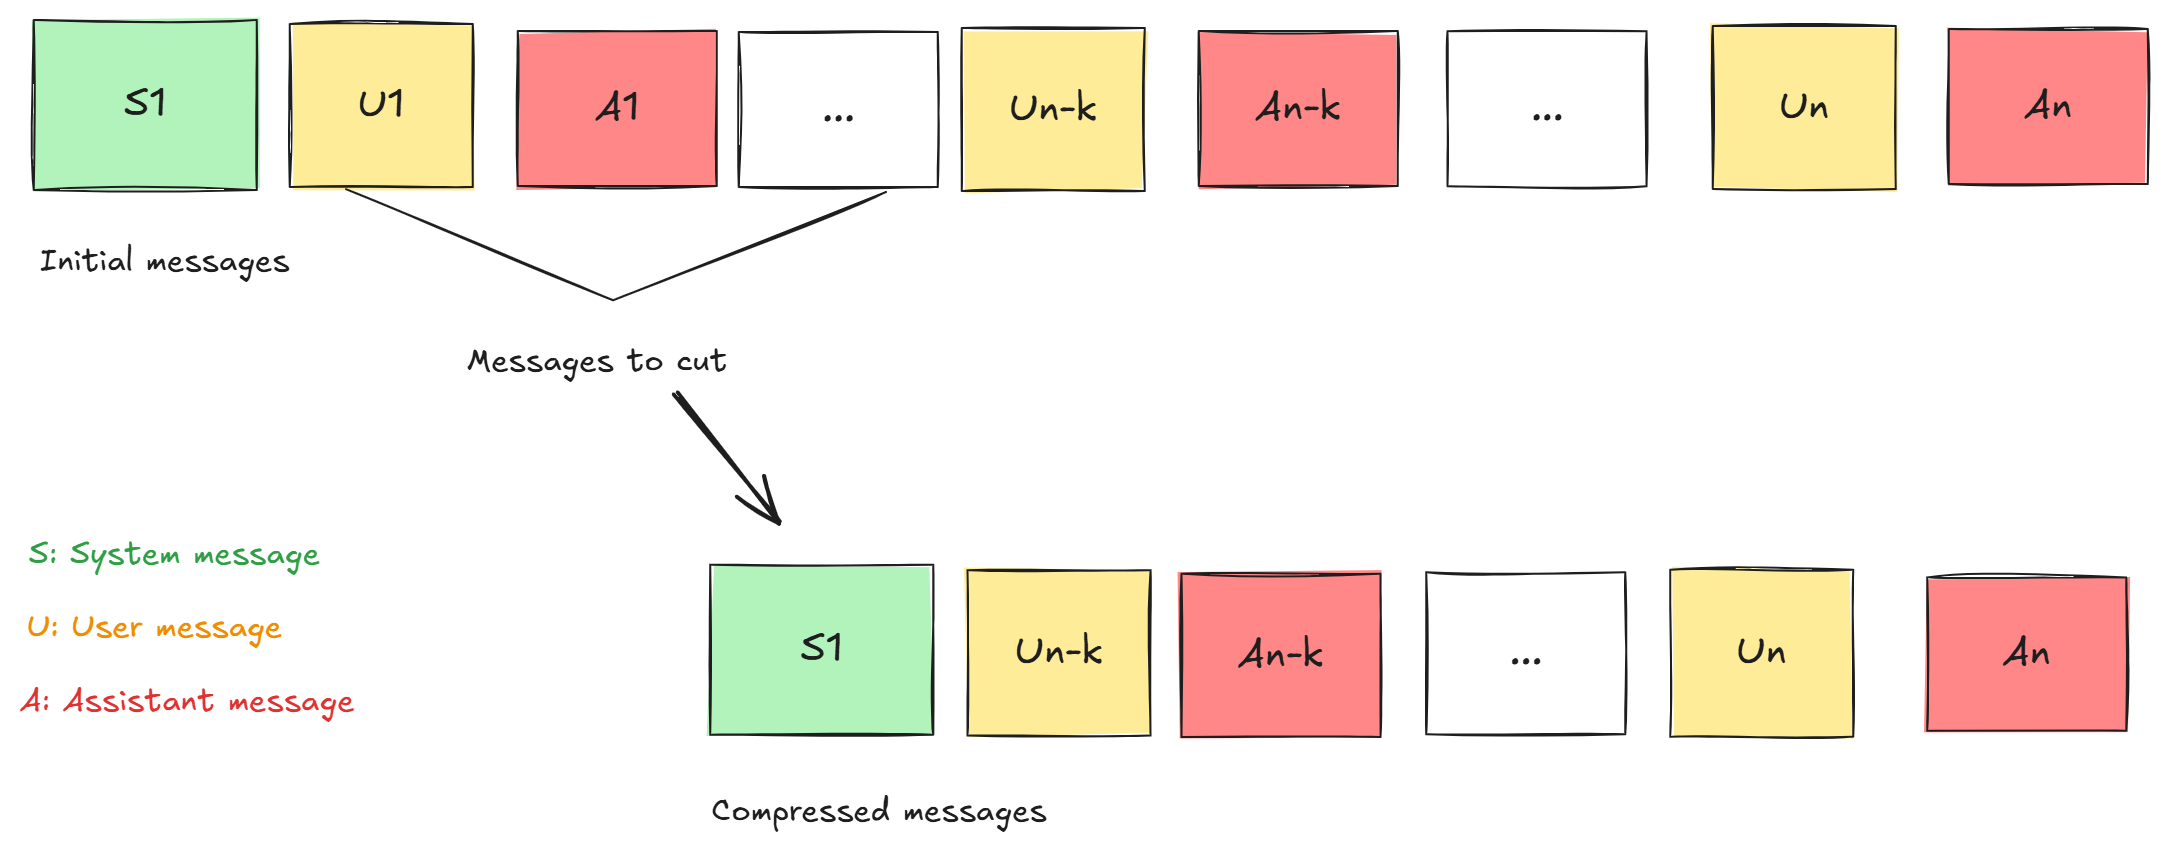 S1 U1 A1 ... Un-k An-k ... Un An
Initial messages
Messages to cut
S: System message
U: User message
A: Assistant message
S1 Un-k An-k ... Un An
Compressed messages